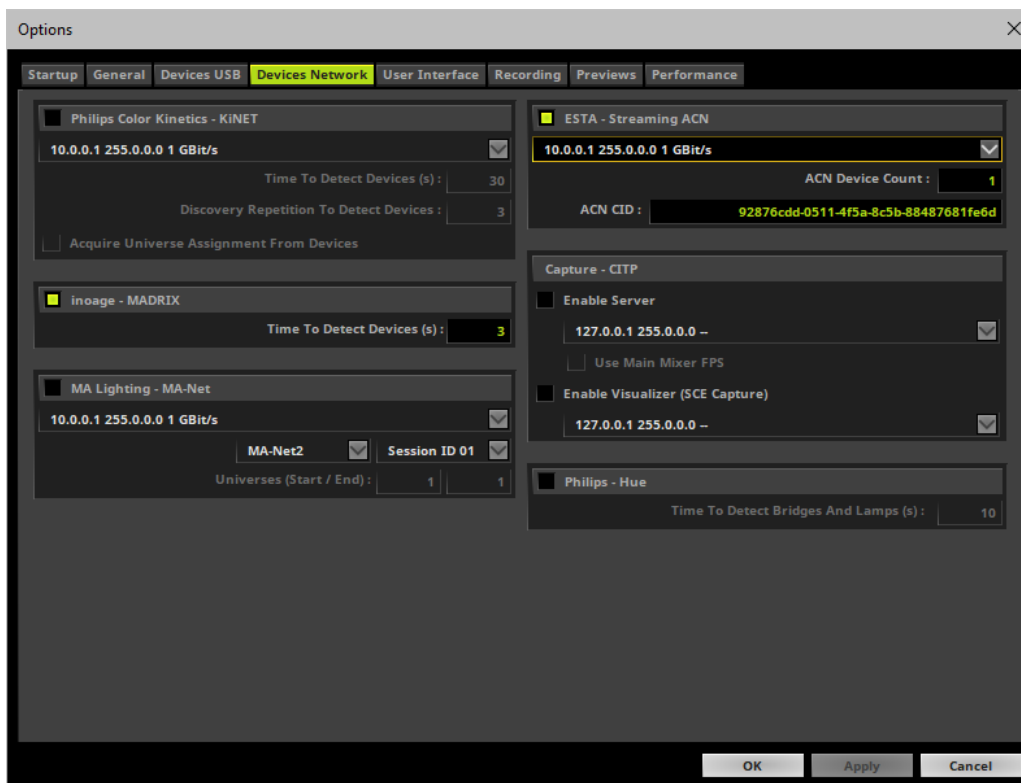 Options
Startup General Devices USB Devices Network User Interface Recording Previews Performance
Philips Color Kinetics - KiNET
10.0.0.1 255.0.0.0 1 GBit/s
Time To Detect Devices (s) : 30
Discovery Repetition To Detect Devices : 3
Acquire Universe Assignment From Devices
inoage - MADRIX
Time To Detect Devices (s) : 3
MA Lighting - MA-Net
10.0.0.1 255.0.0.0 1 GBit/s
MA-Net2 Session ID 01
Universes (Start / End) : 1 1
ESTA - Streaming ACN
10.0.0.1 255.0.0.0 1 GBit/s
ACN Device Count : 1
ACN CID : 92876cdd-0511-4f5a-8c5b-88487681fe6d
Capture - CITP
Enable Server
127.0.0.1 255.0.0.0 --
Use Main Mixer FPS
Enable Visualizer (SCE Capture)
127.0.0.1 255.0.0.0 --
Philips - Hue
Time To Detect Bridges And Lamps (s) : 10
OK Apply Cancel